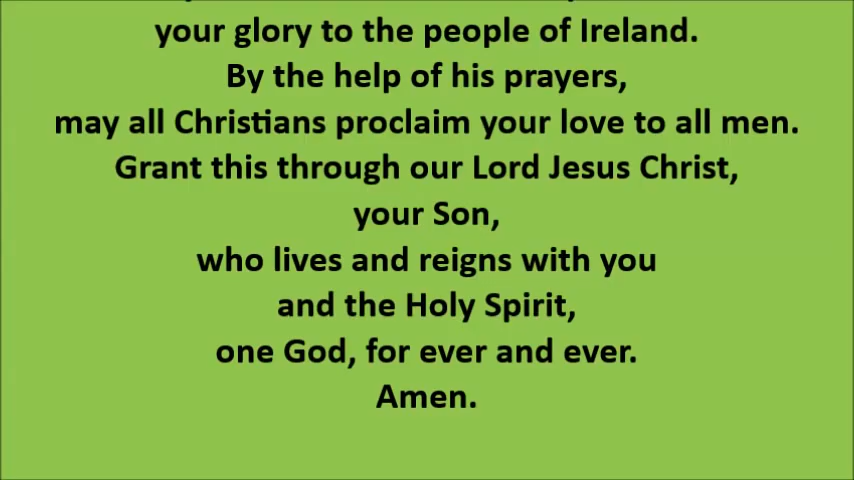 your glory to the people of Ireland.
By the help of his prayers,
may all Christians proclaim your love to all men.
Grant this through our Lord Jesus Christ,
your Son,
who lives and reigns with you
and the Holy Spirit,
one God, for ever and ever.
Amen.